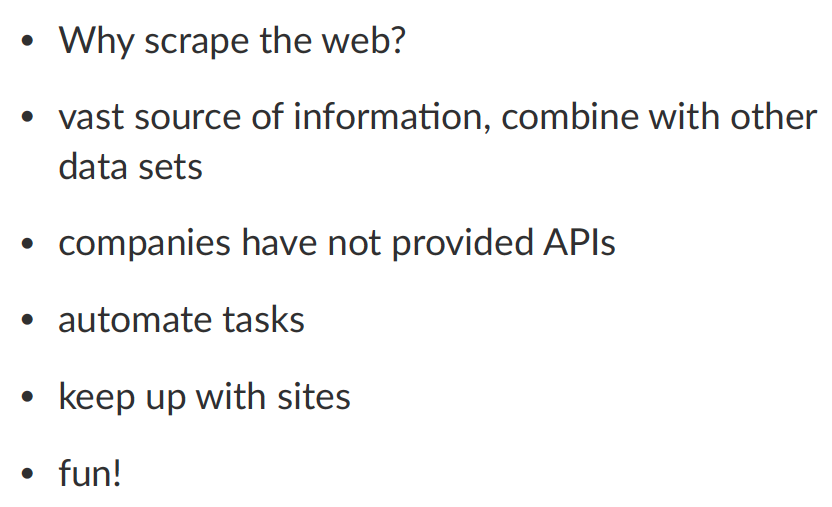 • Why scrape the web?
• vast source of information, combine with other
data sets
• companies have not provided APIs
• automate tasks
• keep up with sites
• fun!